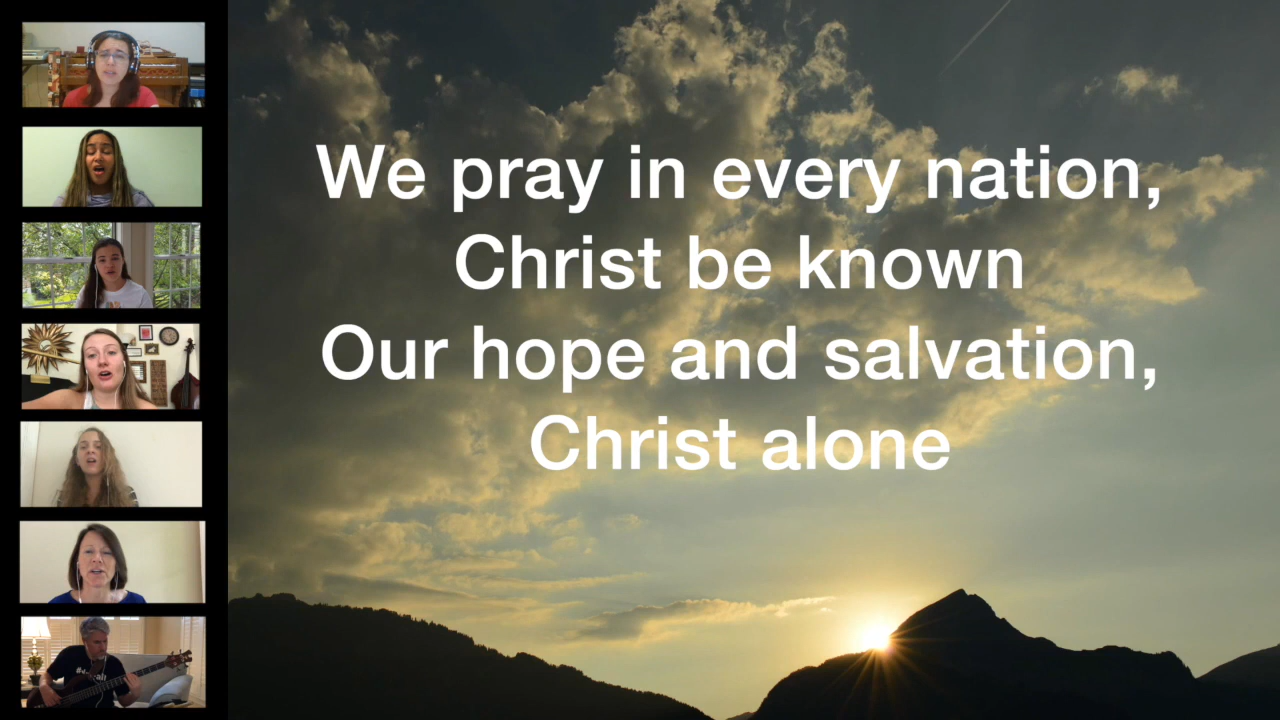 We pray in every nation,
Christ be known
Our hope and salvation,
Christ alone